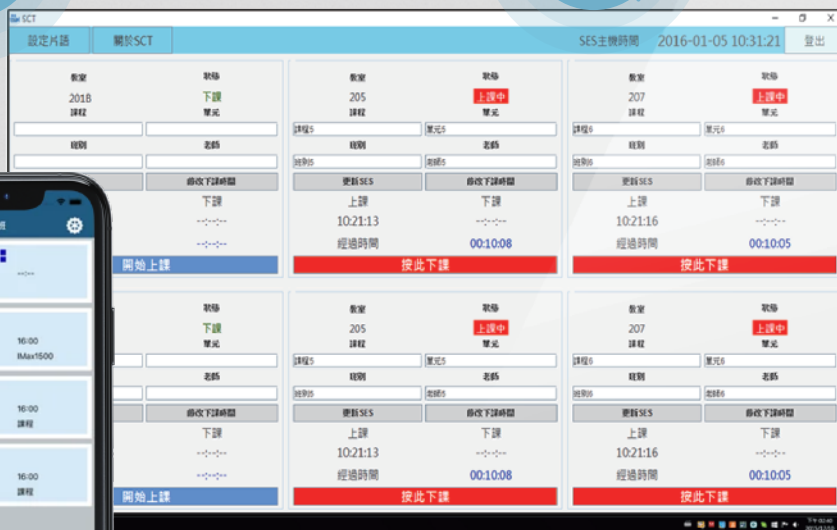 SCT
設定片語 關於SCT SES主機時間 2016-01-05 10:31:21 登出
教室 狀態 教室 狀態 教室 狀態
201B 下課 205 上課中 207 上課中
課程 單元 課程 單元 課程 單元
課程5 單元5 課程6 單元6
班別 老師 班別 老師 班別 老師
班別5 老師5 班別6 老師6
修改下課時間 更新SES 修改下課時間 更新SES 修改下課時間
下課 上課 下課 上課 下課
--:--:-- 10:21:13 --:--:-- 10:21:16 --:--:--
--:--:-- 經過時間 00:10:08 經過時間 00:10:05
開始上課 按此下課 按此下課
狀態 教室 狀態 教室 狀態
下課 205 上課中 207 上課中
單元 課程 單元 課程 單元
課程5 單元5 課程6 單元6
老師 班別 老師 班別 老師
班別5 老師5 班別6 老師6
修改下課時間 更新SES 修改下課時間 更新SES 修改下課時間
下課 上課 下課 上課 下課
--:--:-- 10:21:13 --:--:-- 10:21:16 --:--:--
--:--:-- 經過時間 00:10:08 經過時間 00:10:05
開始上課 按此下課 按此下課
班
--:--
16:00
IMax1500
16:00
課程
16:00
課程